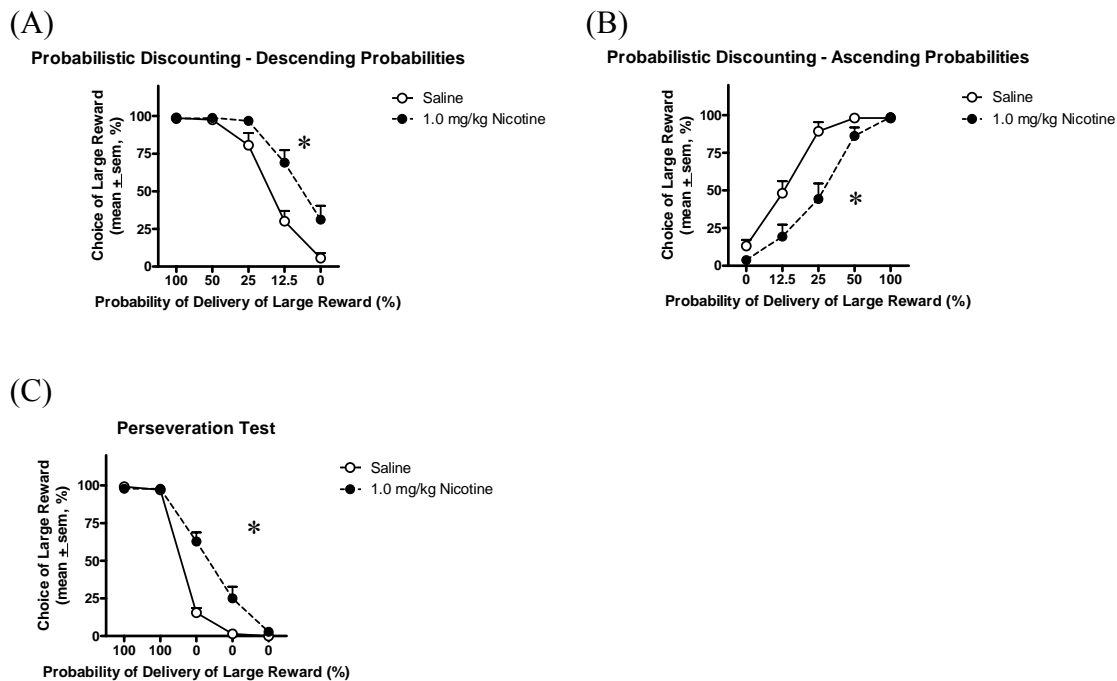 (A)
Probabilistic Discounting - Descending Probabilities
Saline
1.0 mg/kg Nicotine
Choice of Large Reward
(mean ± sem, %)
100
75
50
25
0
*
100 50 25 12.5 0
Probability of Delivery of Large Reward (%)
(B)
Probabilistic Discounting - Ascending Probabilities
Saline
1.0 mg/kg Nicotine
Choice of Large Reward
(mean ± sem, %)
100
75
50
25
0
*
0 12.5 25 50 100
Probability of Delivery of Large Reward (%)
(C)
Perseveration Test
Saline
1.0 mg/kg Nicotine
Choice of Large Reward
(mean ± sem, %)
100
75
50
25
0
*
100 100 0 0 0
Probability of Delivery of Large Reward (%)